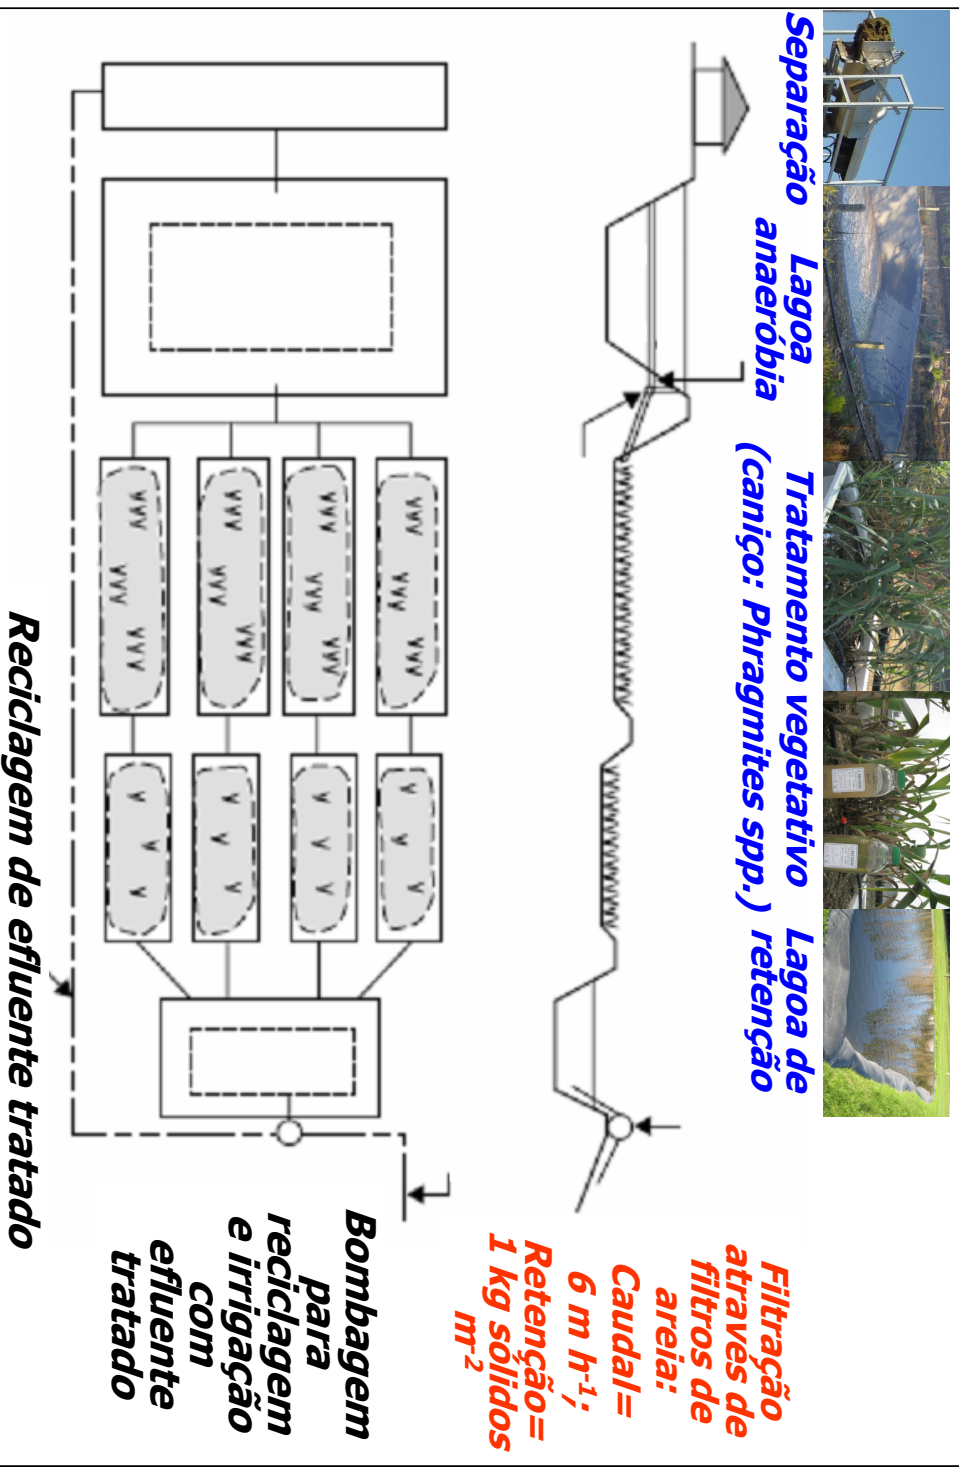 Separação
Lagoa
anaeróbia
Tratamento vegetativo
(caniço: Phragmites spp.)
Lagoa de
retenção
Filtração
através de
filtros de
areia:
Caudal=
6 m h-1;
Retenção=
1 kg sólidos
m-2
Bombagem
para
reciclagem
e irrigação
com
efluente
tratado
Reciclagem de efluente tratado